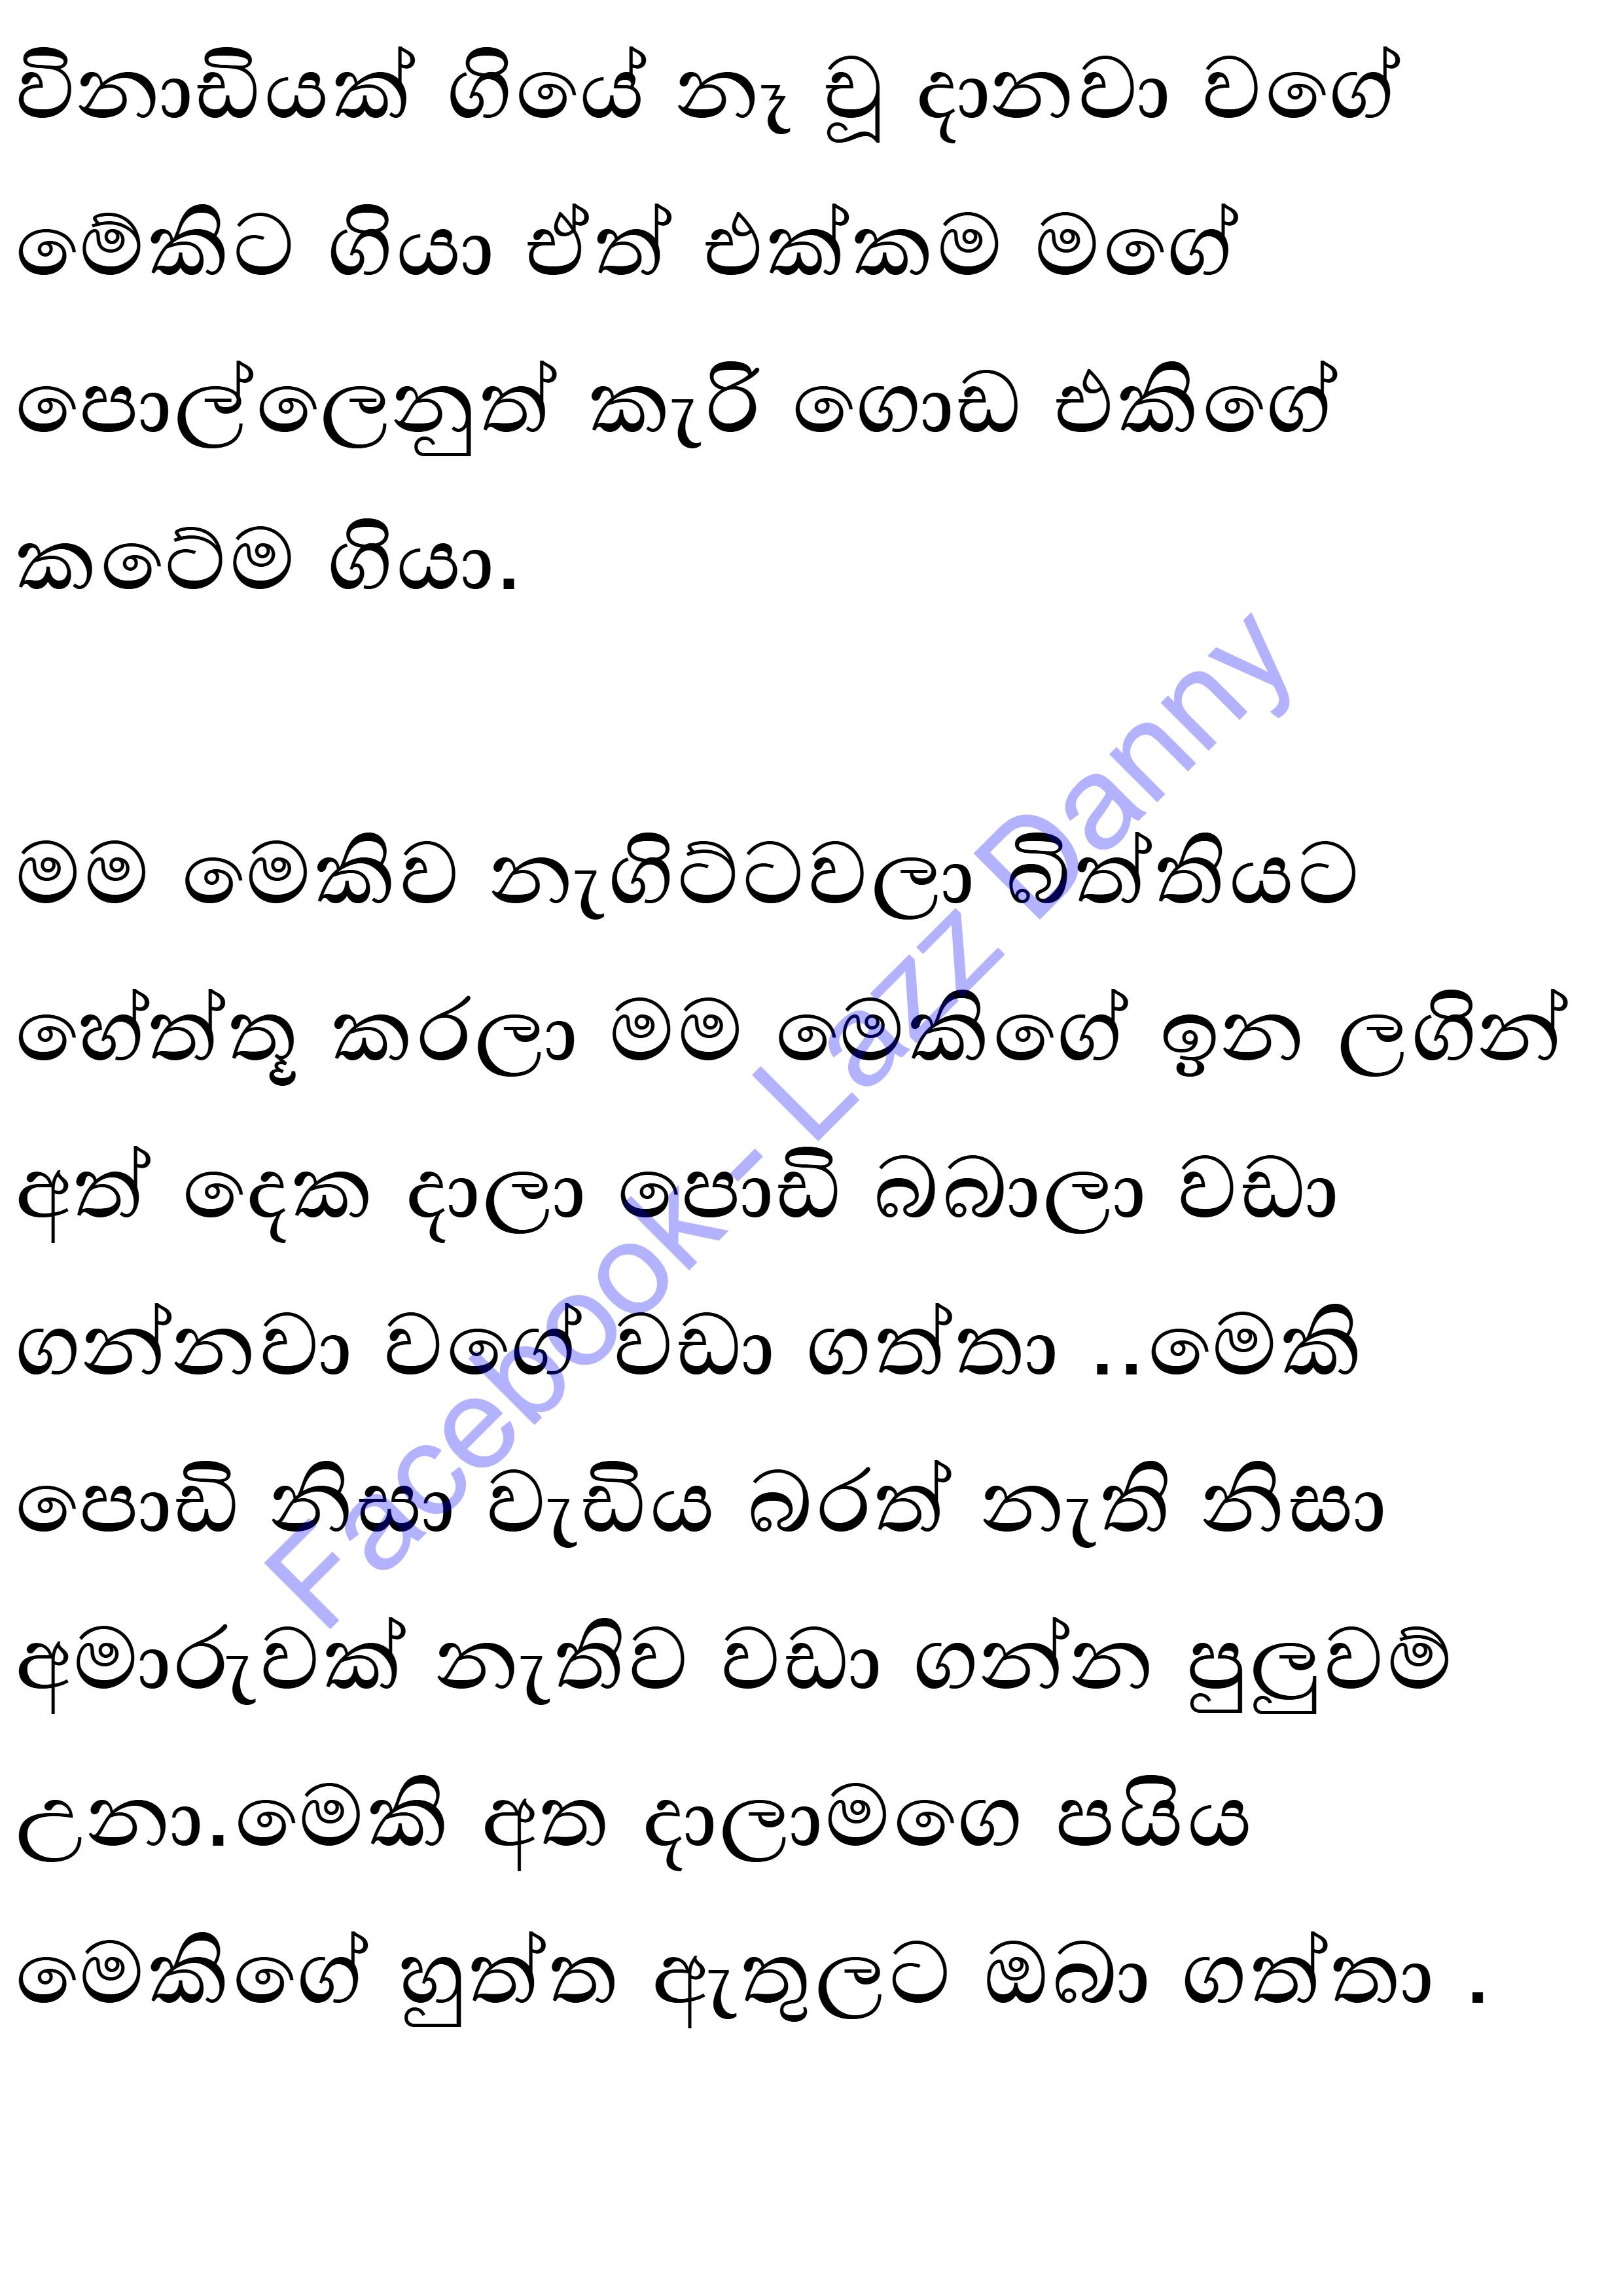 විනාඩියක් ගියේ නෑ චූ දානවා වගේ
මේකිට ගියා ඒත් එක්කම මගේ
පොල්ලෙනුත් කැරි ගොඩ එකිගේ
කටේම ගියා.
මම මෙකිව නැගිට්ටවලා බිත්තියට
හේත්තූ කරලා මම මෙකිගේ ඉන ලගින්
අත් දෙක දාලා පොඩි බබාලා වඩා
ගන්නවා වගේ වඩා ගත්තා ..මෙකි
පොඩි නිසා වැඩිය බරත් නැති නිසා
අමාරුවක් නැතිව වඩා ගන්න පුලුවම්
උනා.මෙකි අත දාලාමගෙ පයිය
මෙකිගේ හුත්ත ඇතුලට ඔබා ගත්තා .
Facebook - Lazz Danny